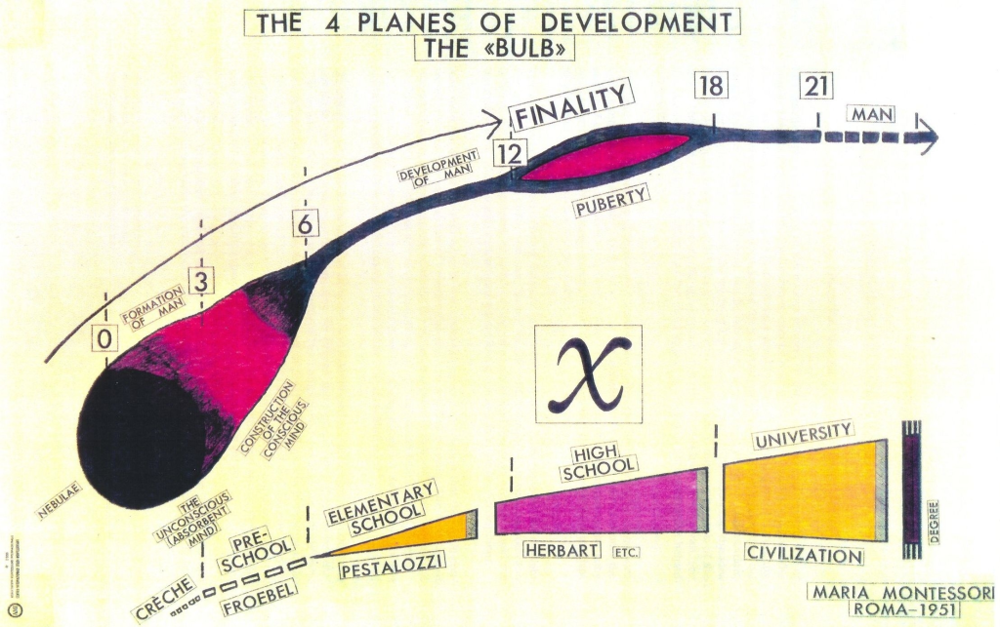 THE 4 PLANES OF DEVELOPMENT
THE «BULB»
FINALITY
18
21
MAN
12
DEVELOPMENT
OF MAN
PUBERTY
6
3
FORMATION
OF MAN
0
X
CONSTRUCTION
OF THE
CONSCIOUS
MIND
NEBULAE
THE
UNCONSCIOUS
(ABSORBENT
MIND)
CRÈCHE
PRE-
SCHOOL
FROEBEL
ELEMENTARY
SCHOOL
PESTALOZZI
HIGH
SCHOOL
HERBART ETC.
UNIVERSITY
CIVILIZATION
DEGREE
MARIA MONTESSORI
ROMA-1951